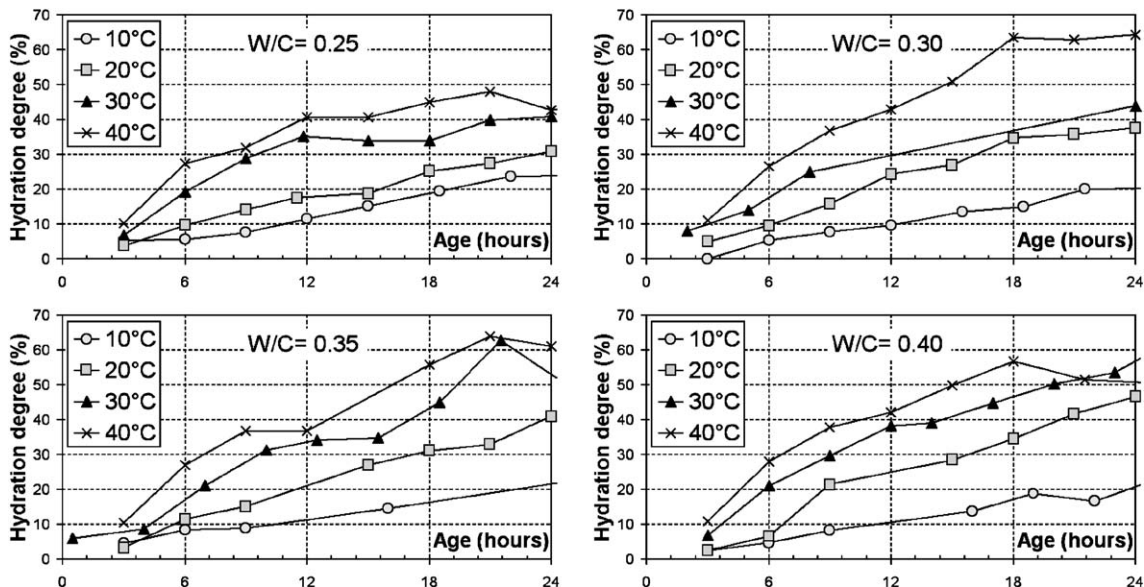 Hydration degree (%)
70
60
50
40
30
20
10
0
10°C
20°C
30°C
40°C
W/C= 0.25
Age (hours)
0 6 12 18 24
Hydration degree (%)
70
60
50
40
30
20
10
0
10°C
20°C
30°C
40°C
W/C= 0.30
Age (hours)
0 6 12 18 24
Hydration degree (%)
70
60
50
40
30
20
10
0
10°C
20°C
30°C
40°C
W/C= 0.35
Age (hours)
0 6 12 18 24
Hydration degree (%)
70
60
50
40
30
20
10
0
10°C
20°C
30°C
40°C
W/C= 0.40
Age (hours)
0 6 12 18 24